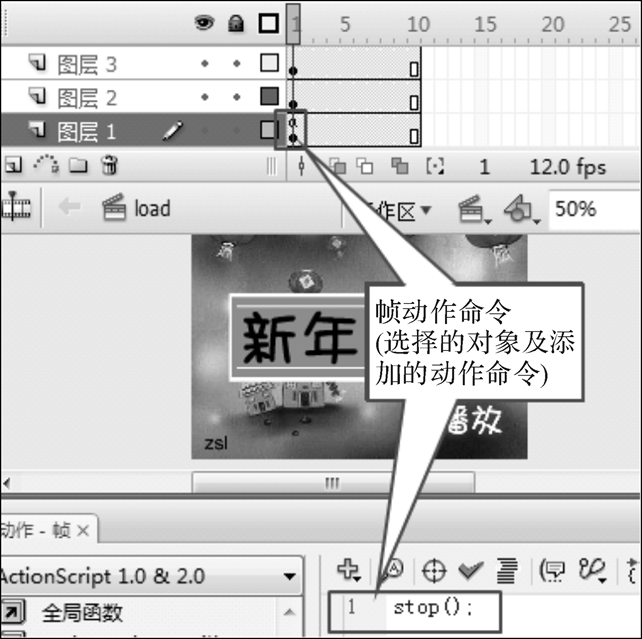 1 5 10 15 20 25
图层 3
图层 2
图层 1
1 12.0 fps
load
作区
50%
帧动作命令
(选择的对象及添
加的动作命令)
新年
播放
zsl
动作 - 帧 ×
ActionScript 1.0 & 2.0
全局函数
1 stop();